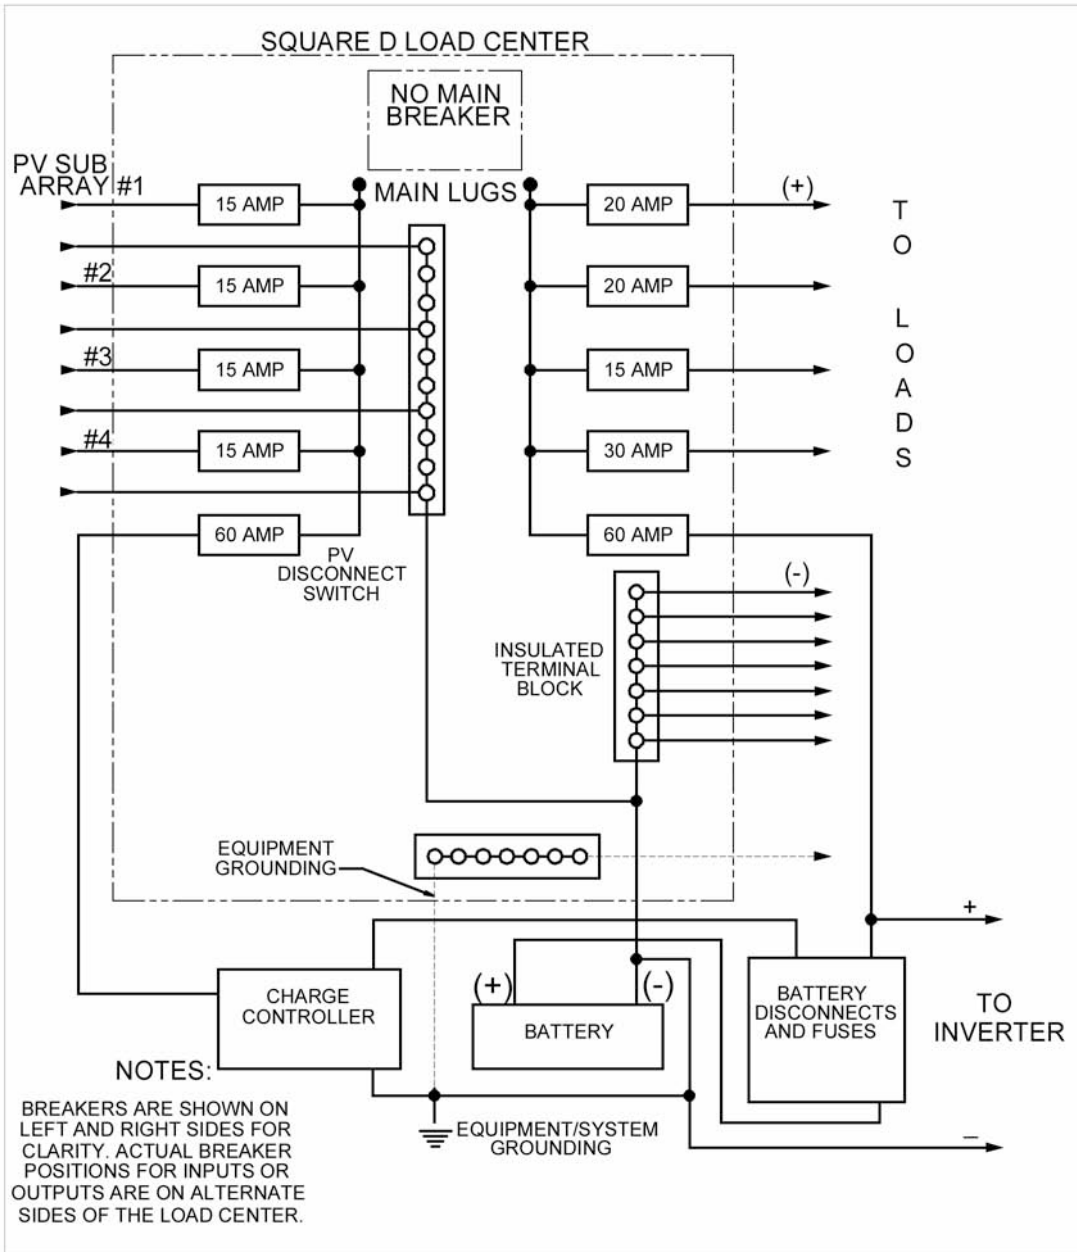 SQUARE D LOAD CENTER
NO MAIN
BREAKER
PV SUB
ARRAY #1
MAIN LUGS
15 AMP
20 AMP
(+)
#2
15 AMP
20 AMP
#3
15 AMP
15 AMP
#4
15 AMP
30 AMP
TO LOADS
60 AMP
60 AMP
PV
DISCONNECT
SWITCH
(-)
INSULATED
TERMINAL
BLOCK
EQUIPMENT
GROUNDING
+
CHARGE
CONTROLLER
(+)
(-)
BATTERY
BATTERY
DISCONNECTS
AND FUSES
TO
INVERTER
–
EQUIPMENT/SYSTEM
GROUNDING
NOTES:
BREAKERS ARE SHOWN ON
LEFT AND RIGHT SIDES FOR
CLARITY. ACTUAL BREAKER
POSITIONS FOR INPUTS OR
OUTPUTS ARE ON ALTERNATE
SIDES OF THE LOAD CENTER.